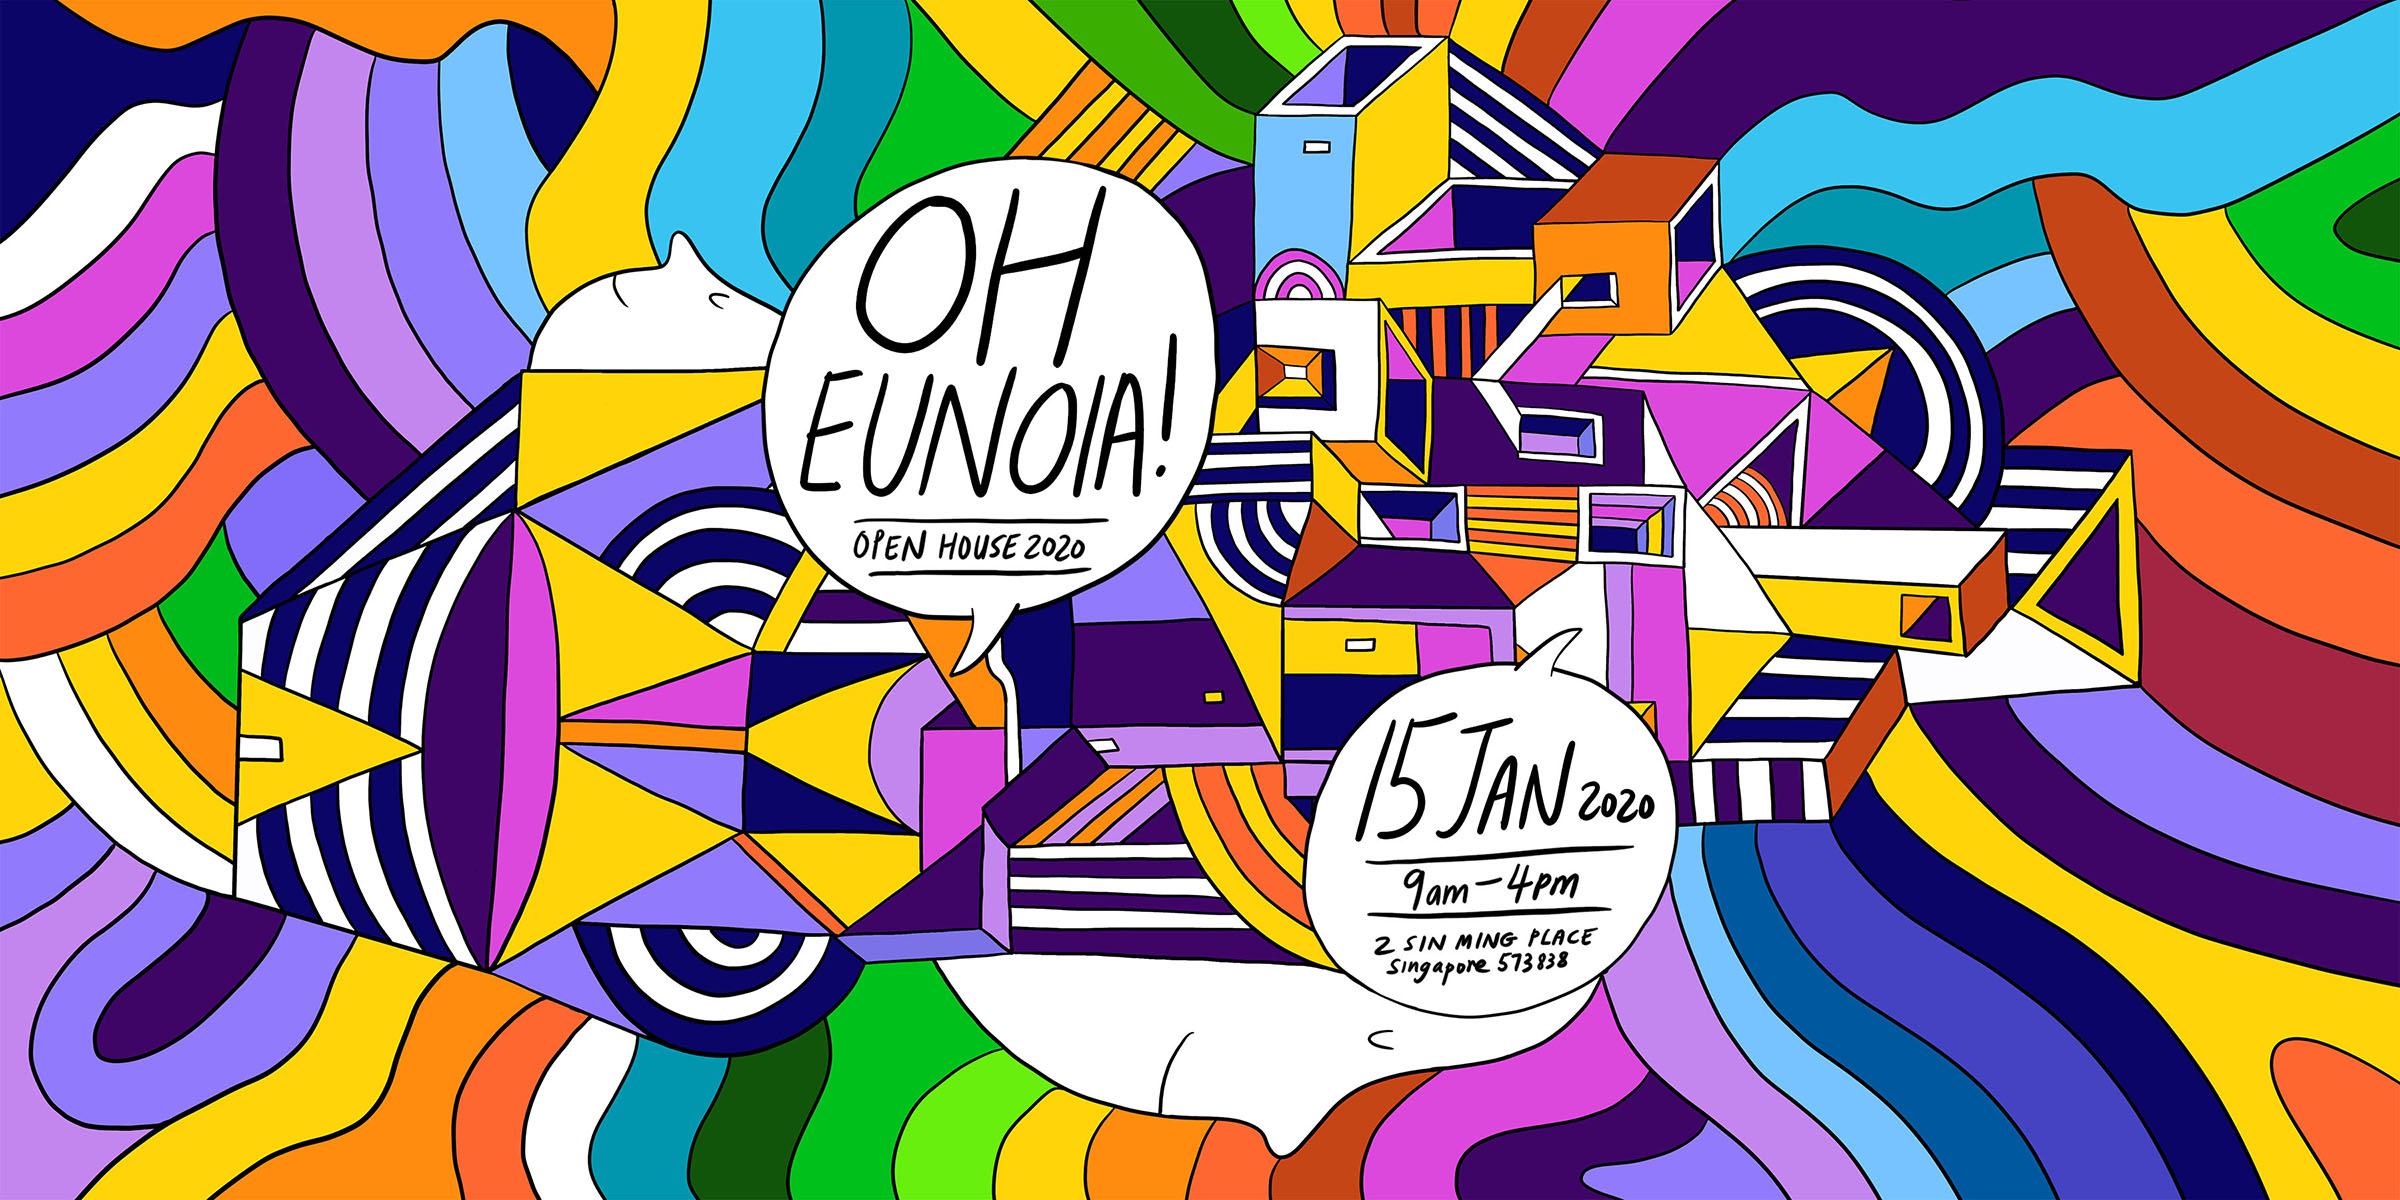 OH
EUNOIA!
OPEN HOUSE 2020
15 JAN 2020
9am – 4pm
2 SIN MING PLACE
Singapore 573838